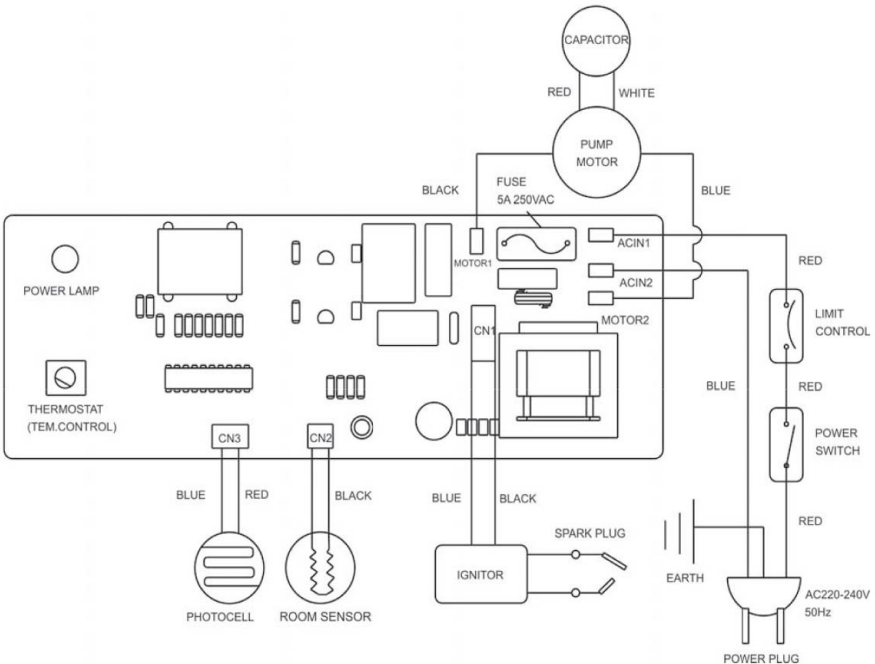 CAPACITOR
RED
WHITE
PUMP
MOTOR
BLACK
FUSE
5A 250VAC
BLUE
ACIN1
MOTOR1
RED
POWER LAMP
ACIN2
MOTOR2
LIMIT
CONTROL
CN1
BLUE
RED
THERMOSTAT
(TEM.CONTROL)
POWER
SWITCH
CN3
CN2
BLUE
RED
BLACK
BLUE
BLACK
RED
SPARK PLUG
IGNITOR
EARTH
AC220-240V
50Hz
PHOTOCELL
ROOM SENSOR
POWER PLUG